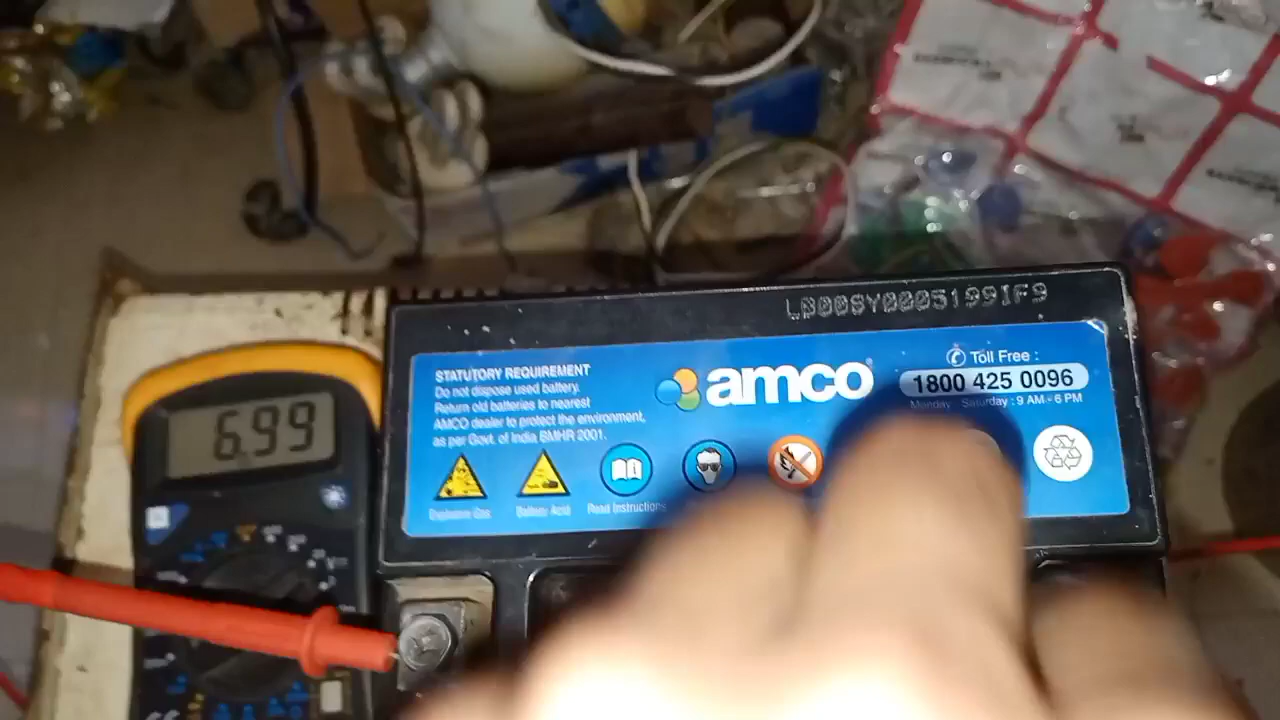 LB008Y0005199IF9
STATUTORY REQUIREMENT
Do not dispose used battery.
Return old batteries to nearest
AMCO dealer to protect the environment,
as per Govt. of India BMHR 2001.
amco
Toll Free :
1800 425 0096
Monday Saturday : 9 AM - 6 PM
6.99
Explosive Gas
Battery Acid
Read Instructions